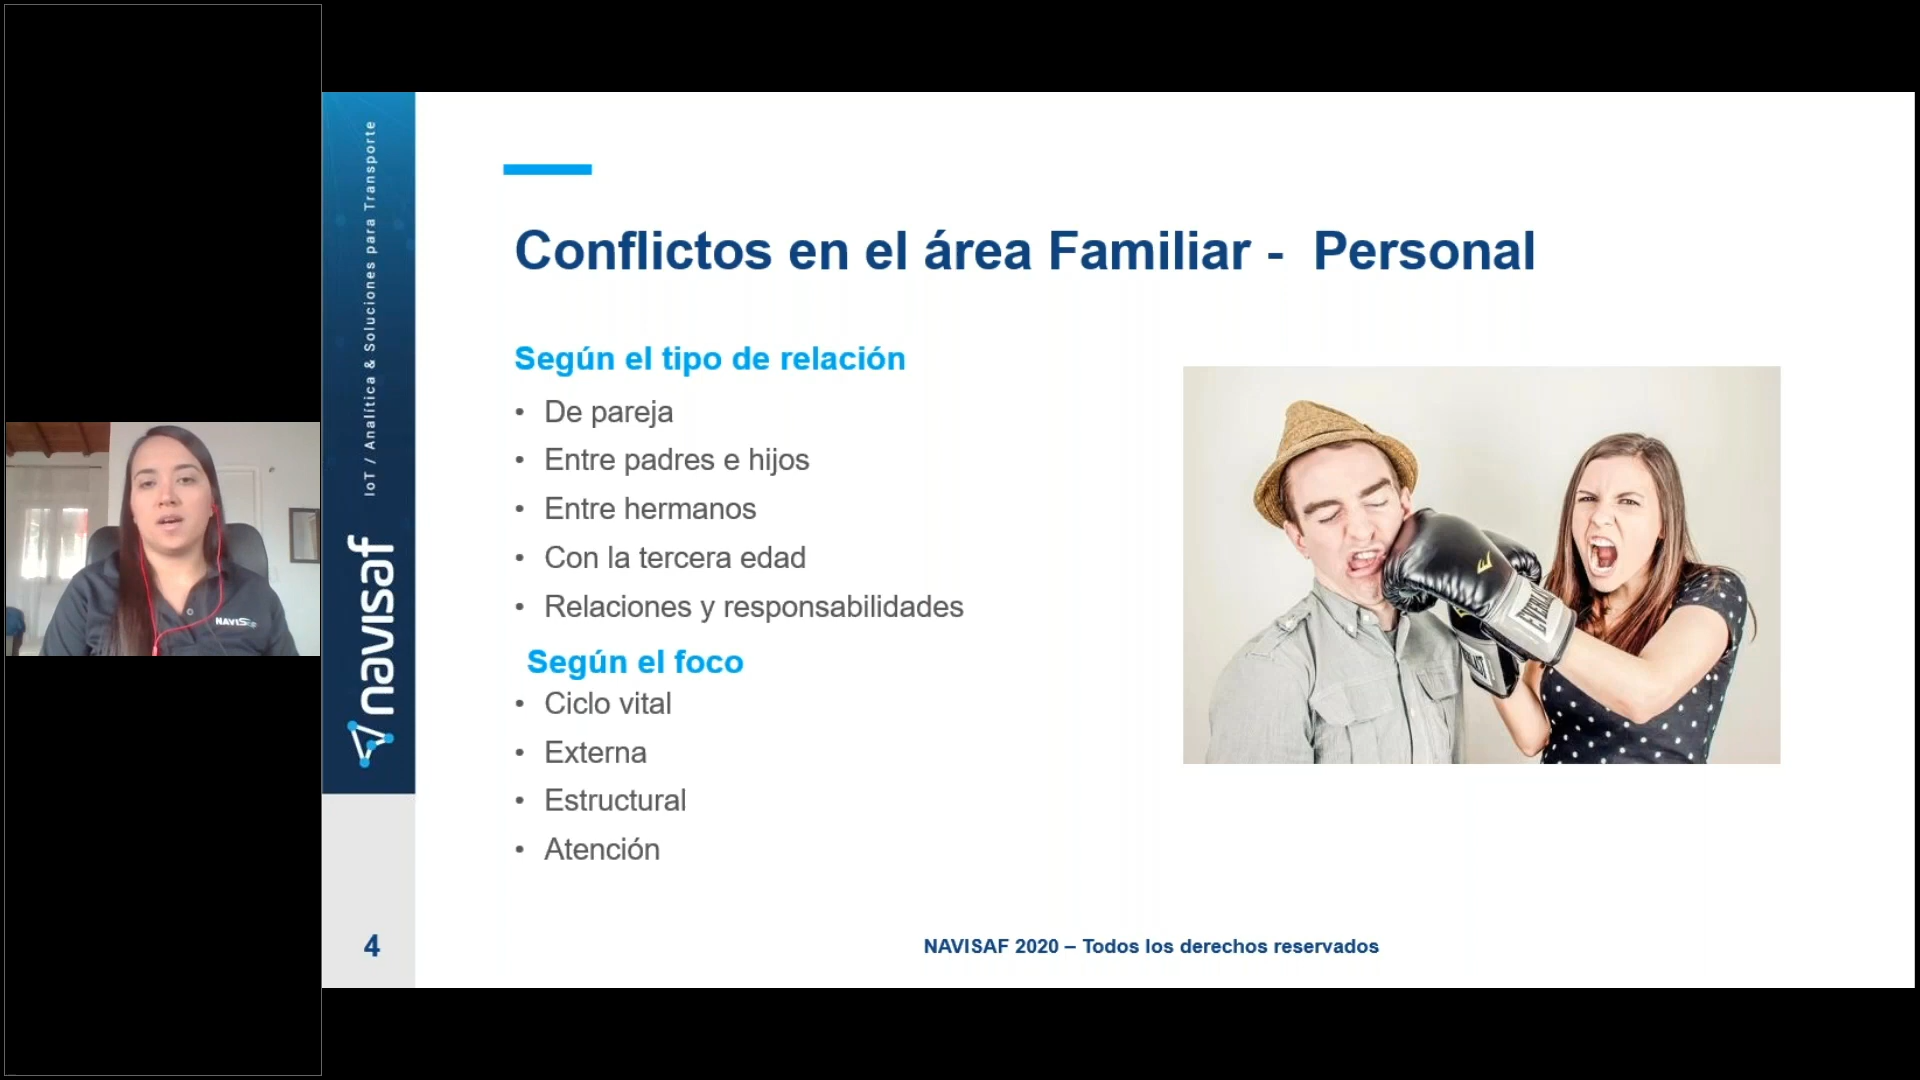 IoT / Analítica & Soluciones para Transporte
navisaf
Conflictos en el área Familiar - Personal
Según el tipo de relación
• De pareja
• Entre padres e hijos
• Entre hermanos
• Con la tercera edad
• Relaciones y responsabilidades
Según el foco
• Ciclo vital
• Externa
• Estructural
• Atención
EVERLAST
4
NAVISAF 2020 – Todos los derechos reservados